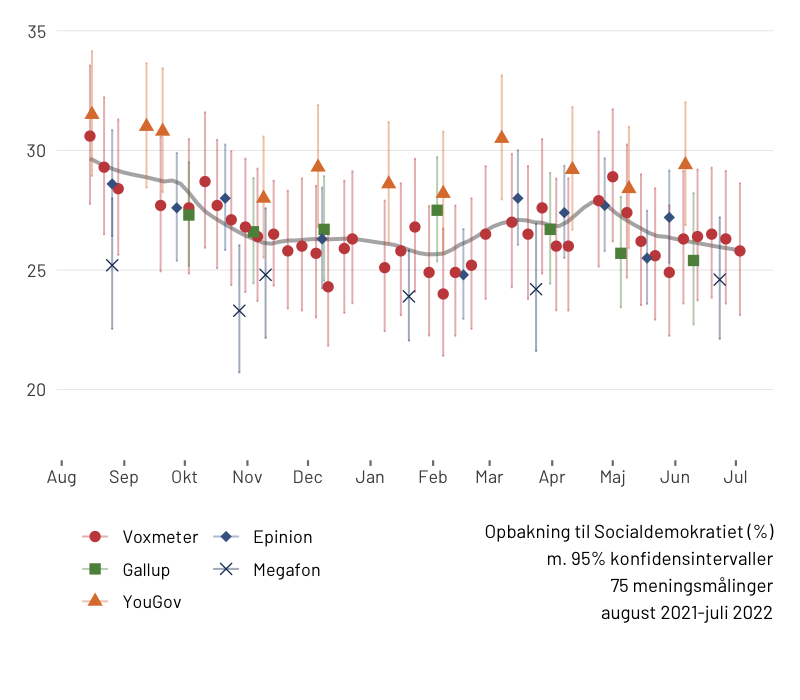 35
30
25
20
Aug Sep Okt Nov Dec Jan Feb Mar Apr Maj Jun Jul
Voxmeter Epinion
Gallup Megafon
YouGov
Opbakning til Socialdemokratiet (%)
m. 95% konfidensintervaller
75 meningsmålinger
august 2021-juli 2022